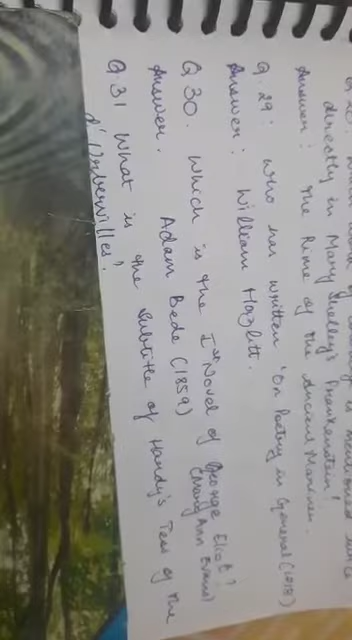 directly in Mary Shelley's Frankenstein?
Answer: The Rime of the Ancient Mariner.
Q.29: Who has written 'On Poetry in General (1818)
Answer: William Hazlitt.
Q 30. Which is the Ist Novel of George Eliot?
(Mary Ann Evans)
Answer. Adam Bede (1859)
Q.31 What is the subtitle of Hardy's Tess of the
d'Urbervilles?